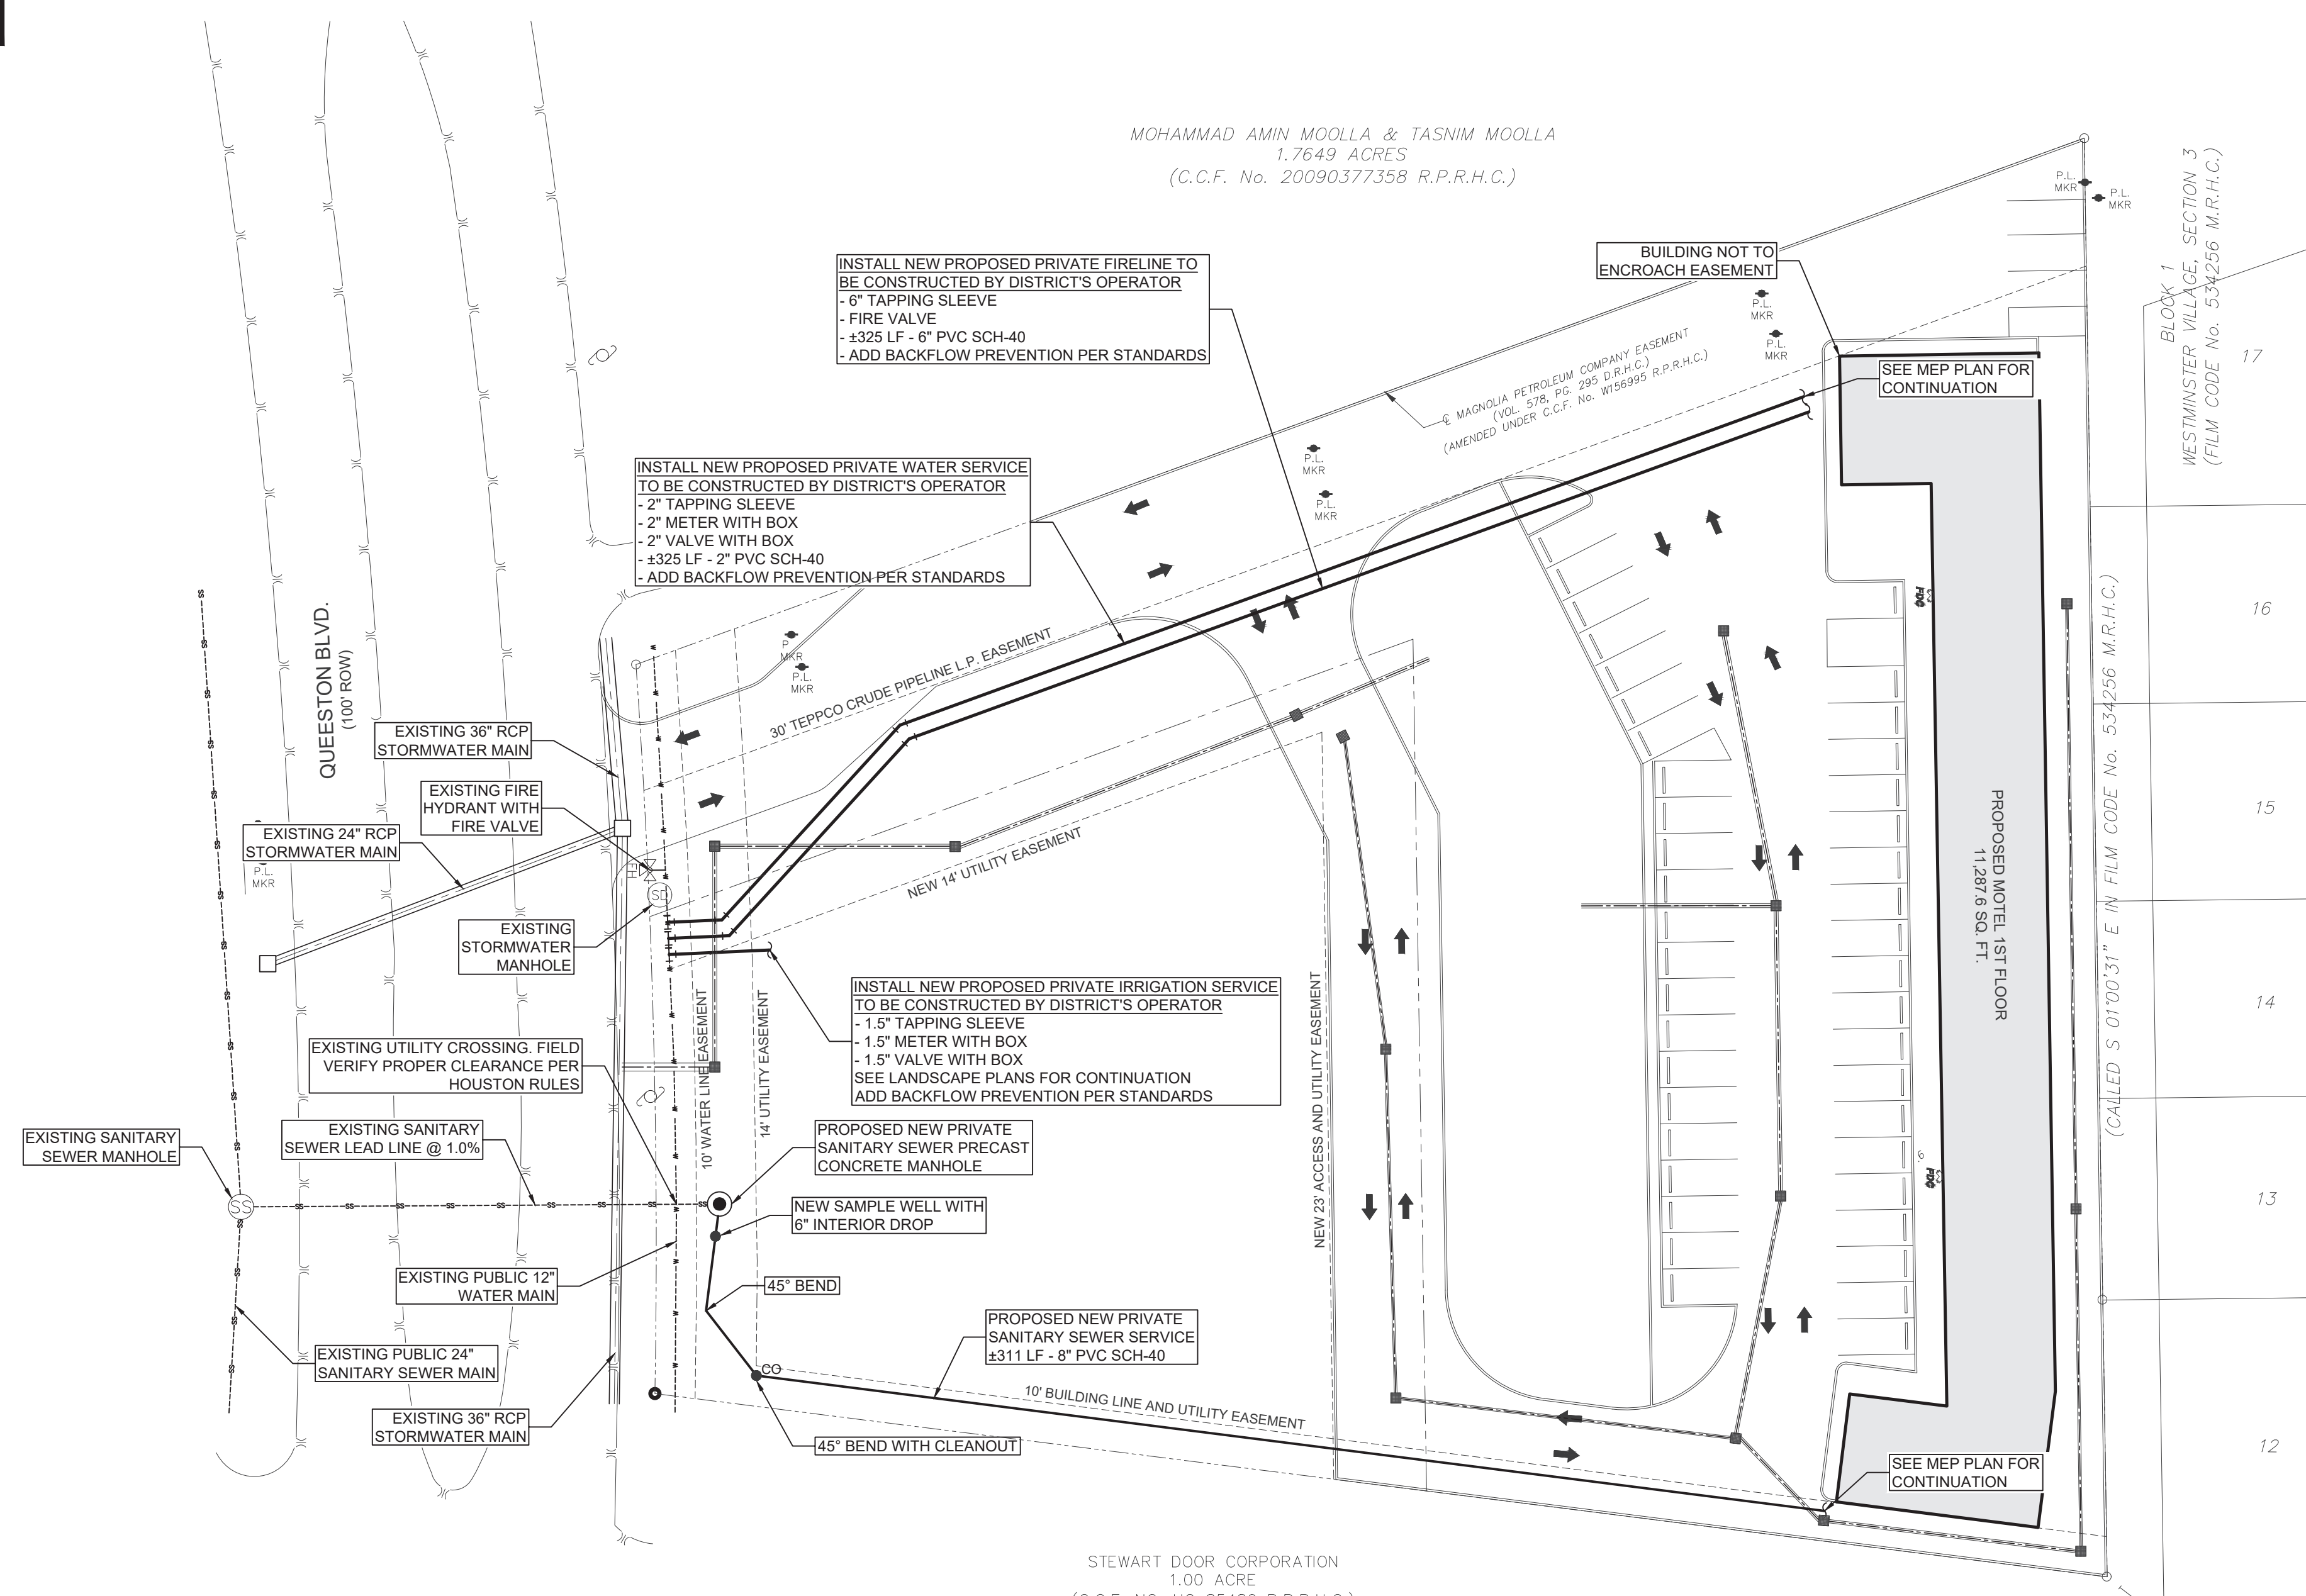 MOHAMMAD AMIN MOOLLA & TASNIM MOOLLA
1.7649 ACRES
(C.C.F. No. 20090377358 R.P.R.H.C.)
P.L.
MKR
P.L.
MKR
BLOCK 1
WESTMINSTER VILLAGE, SECTION 3
(FILM CODE No. 534256 M.R.H.C.)
INSTALL NEW PROPOSED PRIVATE FIRELINE TO
BE CONSTRUCTED BY DISTRICT'S OPERATOR
- 6" TAPPING SLEEVE
- FIRE VALVE
- ±325 LF - 6" PVC SCH-40
- ADD BACKFLOW PREVENTION PER STANDARDS
BUILDING NOT TO
ENCROACH EASEMENT
P.L.
MKR
P.L.
MKR
℄ MAGNOLIA PETROLEUM COMPANY EASEMENT
(VOL. 578, PG. 295 D.R.H.C.)
(AMENDED UNDER C.C.F. No. W156995 R.P.R.H.C.)
SEE MEP PLAN FOR
CONTINUATION
17
INSTALL NEW PROPOSED PRIVATE WATER SERVICE
TO BE CONSTRUCTED BY DISTRICT'S OPERATOR
- 2" TAPPING SLEEVE
- 2" METER WITH BOX
- 2" VALVE WITH BOX
- ±325 LF - 2" PVC SCH-40
- ADD BACKFLOW PREVENTION PER STANDARDS
P.L.
MKR
P.L.
MKR
FDC
16
QUEESTON BLVD.
(100' ROW)
P
MKR
P.L.
MKR
30' TEPPCO CRUDE PIPELINE L.P. EASEMENT
EXISTING 36" RCP
STORMWATER MAIN
EXISTING FIRE
HYDRANT WITH
FIRE VALVE
EXISTING 24" RCP
STORMWATER MAIN
P.L.
MKR
FH
SD
NEW 14' UTILITY EASEMENT
PROPOSED MOTEL 1ST FLOOR
11,287.6 SQ. FT.
(CALLED S 01°00'31" E IN FILM CODE No. 534256 M.R.H.C.)
15
EXISTING
STORMWATER
MANHOLE
INSTALL NEW PROPOSED PRIVATE IRRIGATION SERVICE
TO BE CONSTRUCTED BY DISTRICT'S OPERATOR
- 1.5" TAPPING SLEEVE
- 1.5" METER WITH BOX
- 1.5" VALVE WITH BOX
SEE LANDSCAPE PLANS FOR CONTINUATION
ADD BACKFLOW PREVENTION PER STANDARDS
14
10' WATER LINE EASEMENT
14' UTILITY EASEMENT
NEW 23' ACCESS AND UTILITY EASEMENT
EXISTING UTILITY CROSSING. FIELD
VERIFY PROPER CLEARANCE PER
HOUSTON RULES
EXISTING SANITARY
SEWER MANHOLE
EXISTING SANITARY
SEWER LEAD LINE @ 1.0%
PROPOSED NEW PRIVATE
SANITARY SEWER PRECAST
CONCRETE MANHOLE
6
FDC
13
SS
NEW SAMPLE WELL WITH
6" INTERIOR DROP
EXISTING PUBLIC 12"
WATER MAIN
45° BEND
PROPOSED NEW PRIVATE
SANITARY SEWER SERVICE
±311 LF - 8" PVC SCH-40
EXISTING PUBLIC 24"
SANITARY SEWER MAIN
CO
10' BUILDING LINE AND UTILITY EASEMENT
EXISTING 36" RCP
STORMWATER MAIN
45° BEND WITH CLEANOUT
12
SEE MEP PLAN FOR
CONTINUATION
STEWART DOOR CORPORATION
1.00 ACRE